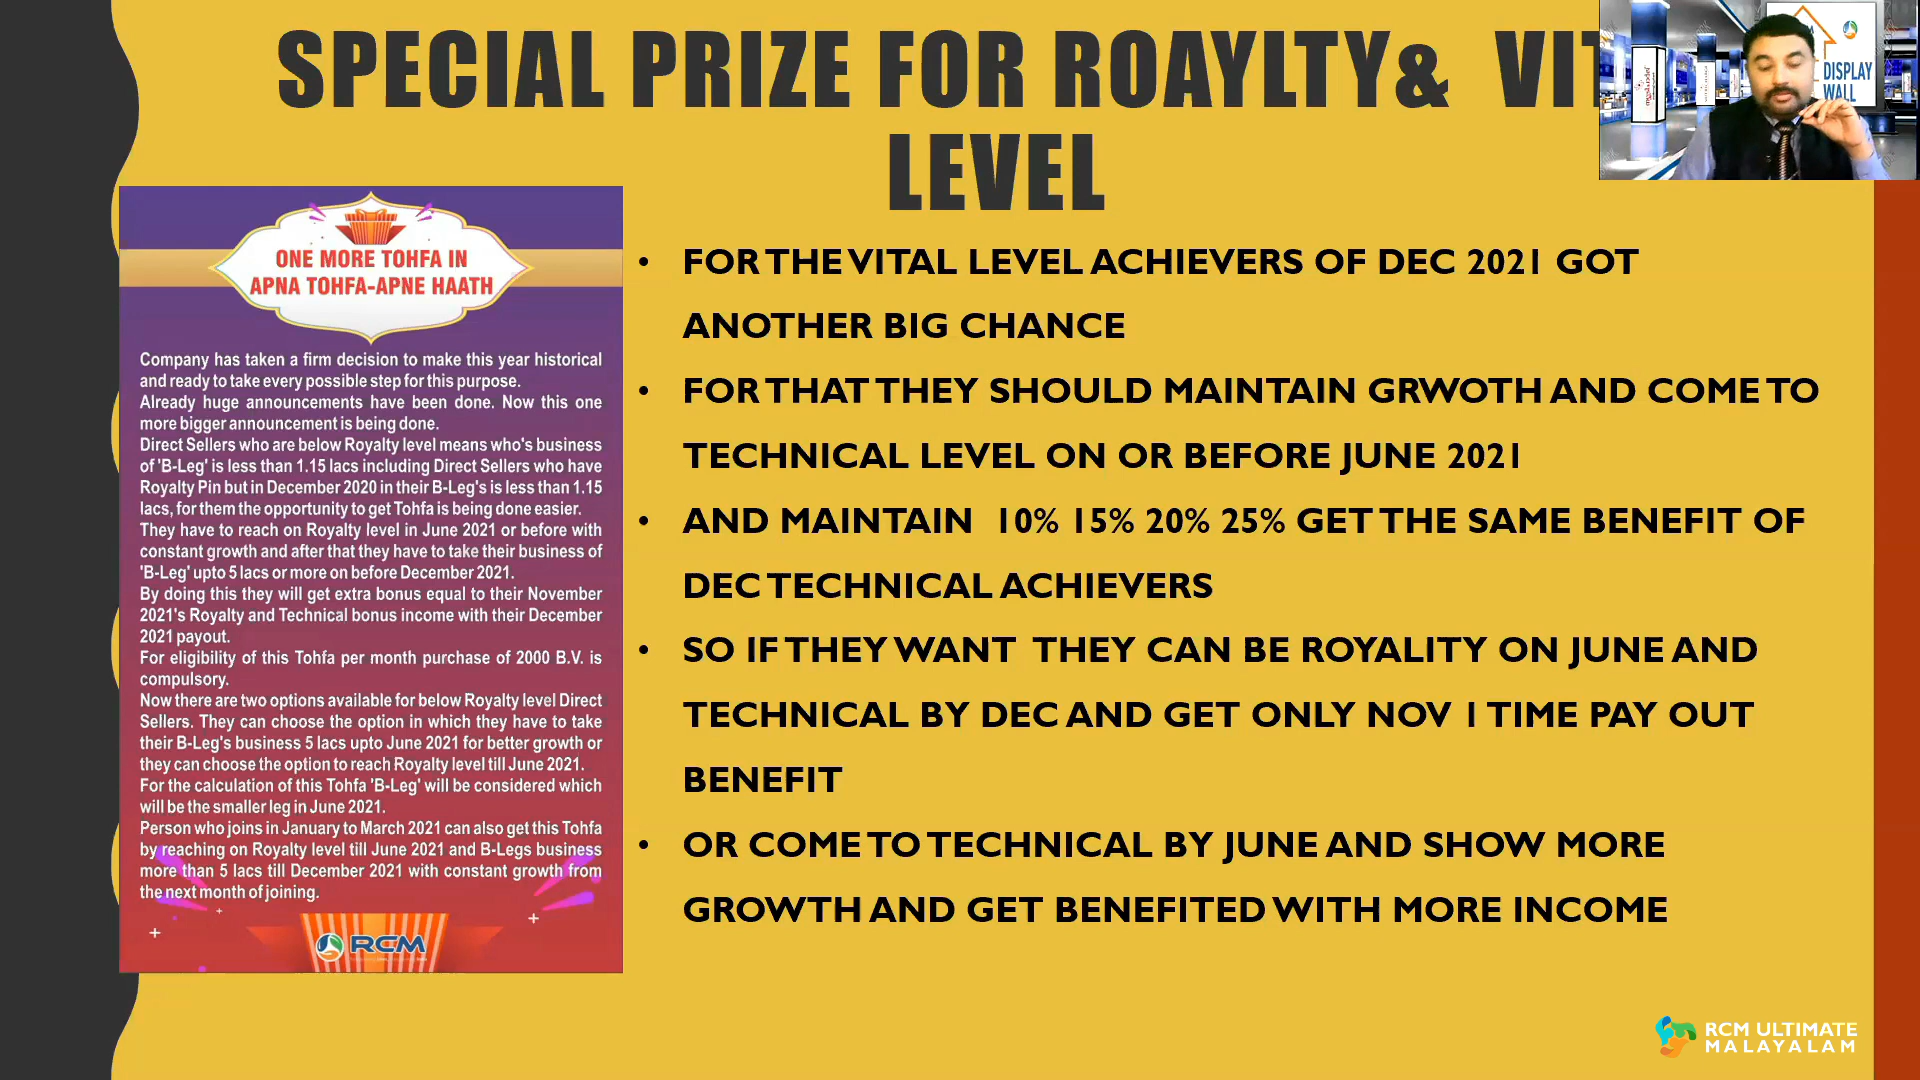 SPECIAL PRIZE FOR ROAYLTY& VIT
LEVEL
DISPLAY
WALL
ONE MORE TOHFA IN
APNA TOHFA-APNE HAATH
Company has taken a firm decision to make this year historical
and ready to take every possible step for this purpose.
Already huge announcements have been done. Now this one
more bigger announcement is being done.
Direct Sellers who are below Royalty level means who's business
of 'B-Leg' is less than 1.15 lacs including Direct Sellers who have
Royalty Pin but in December 2020 in their B-Leg's is less than 1.15
lacs, for them the opportunity to get Tohfa is being done easier.
They have to reach on Royalty level in June 2021 or before with
constant growth and after that they have to take their business of
'B-Leg' upto 5 lacs or more on before December 2021.
By doing this they will get extra bonus equal to their November
2021's Royalty and Technical bonus income with their December
2021 payout.
For eligibility of this Tohfa per month purchase of 2000 B.V. is
compulsory.
Now there are two options available for below Royalty level Direct
Sellers. They can choose the option in which they have to take
their B-Leg's business 5 lacs upto June 2021 for better growth or
they can choose the option to reach Royalty level till June 2021.
For the calculation of this Tohfa 'B-Leg' will be considered which
will be the smaller leg in June 2021.
Person who joins in January to March 2021 can also get this Tohfa
by reaching on Royalty level till June 2021 and B-Legs business
more than 5 lacs till December 2021 with constant growth from
the next month of joining.
RCM
• FOR THE VITAL LEVEL ACHIEVERS OF DEC 2021 GOT
ANOTHER BIG CHANCE
• FOR THAT THEY SHOULD MAINTAIN GRWOTH AND COME TO
TECHNICAL LEVEL ON OR BEFORE JUNE 2021
• AND MAINTAIN 10% 15% 20% 25% GET THE SAME BENEFIT OF
DEC TECHNICAL ACHIEVERS
• SO IF THEY WANT THEY CAN BE ROYALITY ON JUNE AND
TECHNICAL BY DEC AND GET ONLY NOV 1 TIME PAY OUT
BENEFIT
• OR COME TO TECHNICAL BY JUNE AND SHOW MORE
GROWTH AND GET BENEFITED WITH MORE INCOME
RCM ULTIMATE
MALAYALAM